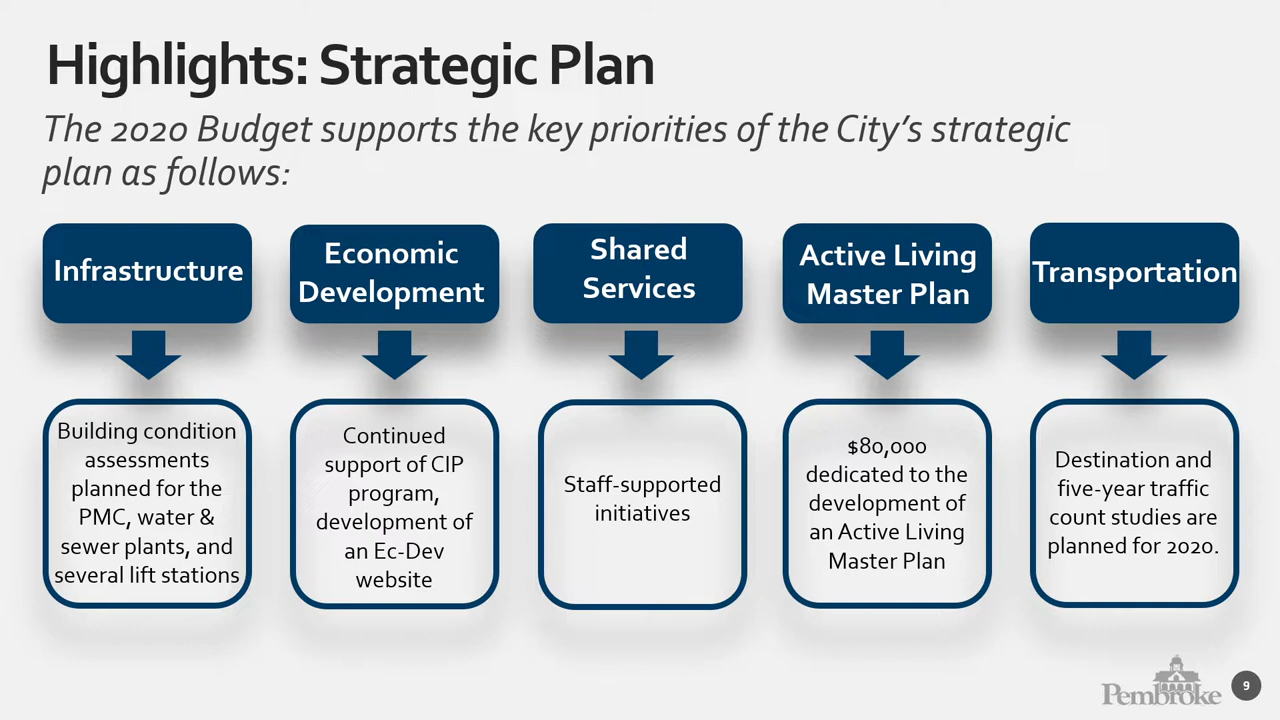 Highlights: Strategic Plan
The 2020 Budget supports the key priorities of the City's strategic
plan as follows:
Infrastructure
Building condition
assessments
planned for the
PMC, water &
sewer plants, and
several lift stations
Economic
Development
Continued
support of CIP
program,
development of
an Ec-Dev
website
Shared
Services
Staff-supported
initiatives
Active Living
Master Plan
$80,000
dedicated to the
development of
an Active Living
Master Plan
Transportation
Destination and
five-year traffic
count studies are
planned for 2020.
Pembroke
9